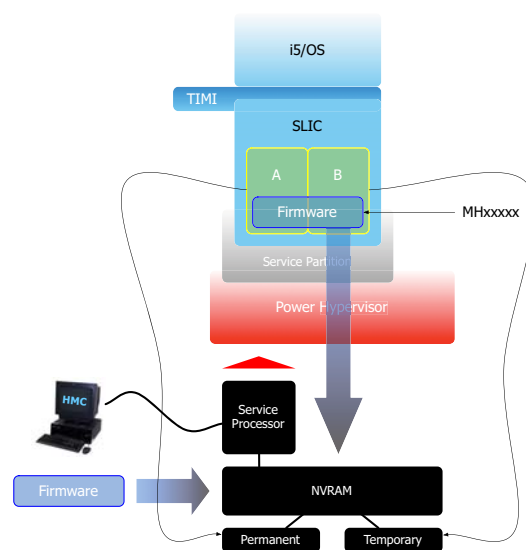 i5/OS
TIMI
SLIC
A B
Firmware
MHxxxxx
Service Partition
Power Hypervisor
HMC
Service
Processor
Firmware
NVRAM
Permanent
Temporary